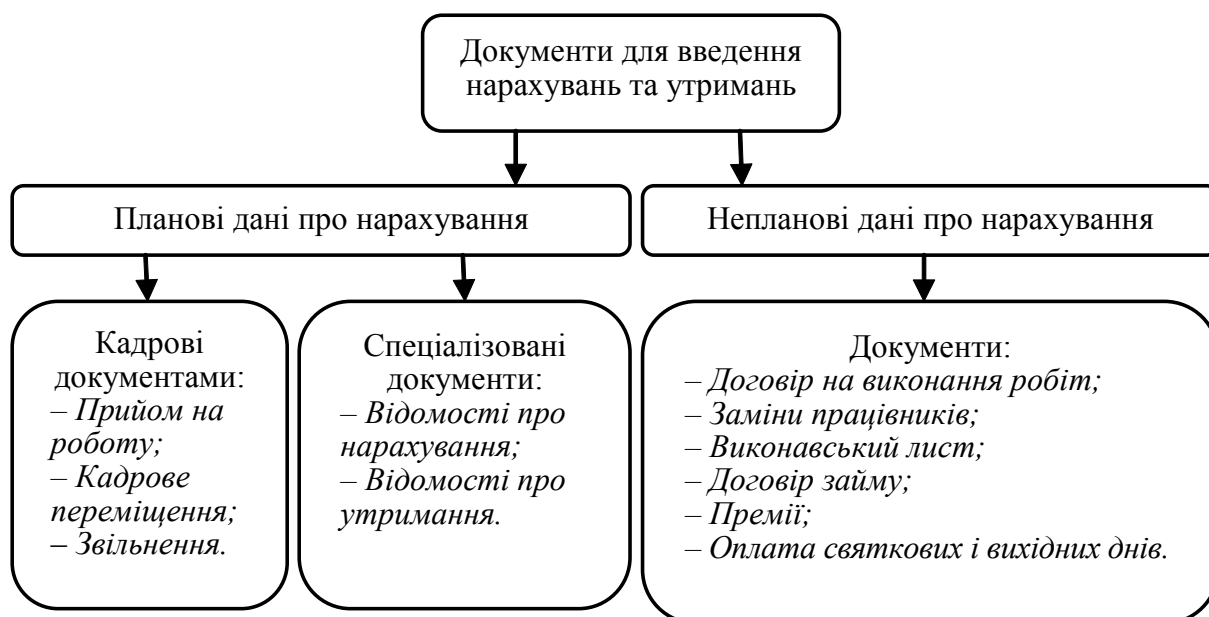 Документи для введення
нарахувань та утримань
Планові дані про нарахування
Непланові дані про нарахування
Кадрові
документами:
– Прийом на
роботу;
– Кадрове
переміщення;
– Звільнення.
Спеціалізовані
документи:
– Відомості про
нарахування;
– Відомості про
утримання.
Документи:
– Договір на виконання робіт;
– Заміни працівників;
– Виконавський лист;
– Договір займу;
– Премії;
– Оплата святкових і вихідних днів.